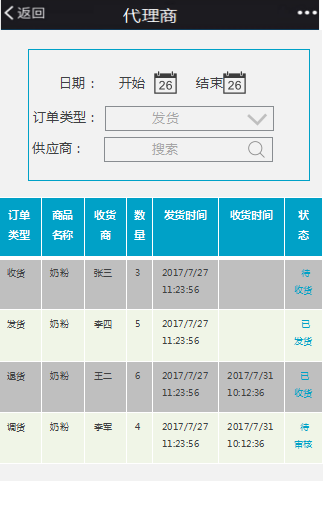 返回 代理商 •••
日期： 开始 26 结束 26
订单类型： 发货
供应商： 搜索
订单类型 商品名称 收货商 数量 发货时间 收货时间 状态
收货 奶粉 张三 3 2017/7/27 11:23:56 待收货
发货 奶粉 李四 5 2017/7/27 11:23:56 已发货
退货 奶粉 王二 6 2017/7/27 11:23:56 2017/7/31 10:12:36 已收货
调货 奶粉 李军 4 2017/7/27 11:23:56 2017/7/31 10:12:36 待审核